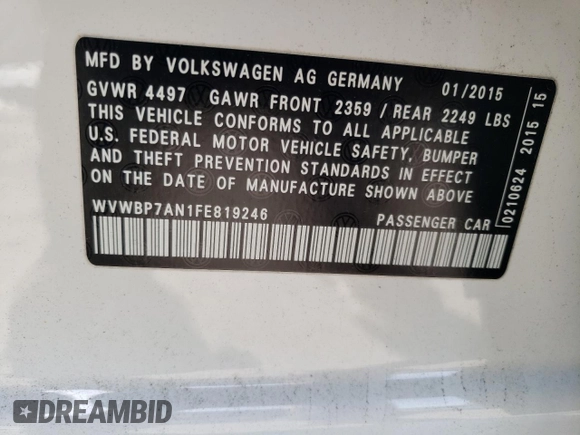 MFD BY VOLKSWAGEN AG GERMANY 01/2015
GVWR 4497 GAWR FRONT 2359 / REAR 2249 LBS
THIS VEHICLE CONFORMS TO ALL APPLICABLE
U.S. FEDERAL MOTOR VEHICLE SAFETY, BUMPER
AND THEFT PREVENTION STANDARDS IN EFFECT
ON THE DATE OF MANUFACTURE SHOWN ABOVE
WVWBP7AN1FE819246 PASSENGER CAR
0210624 2015 15
DREAMBID